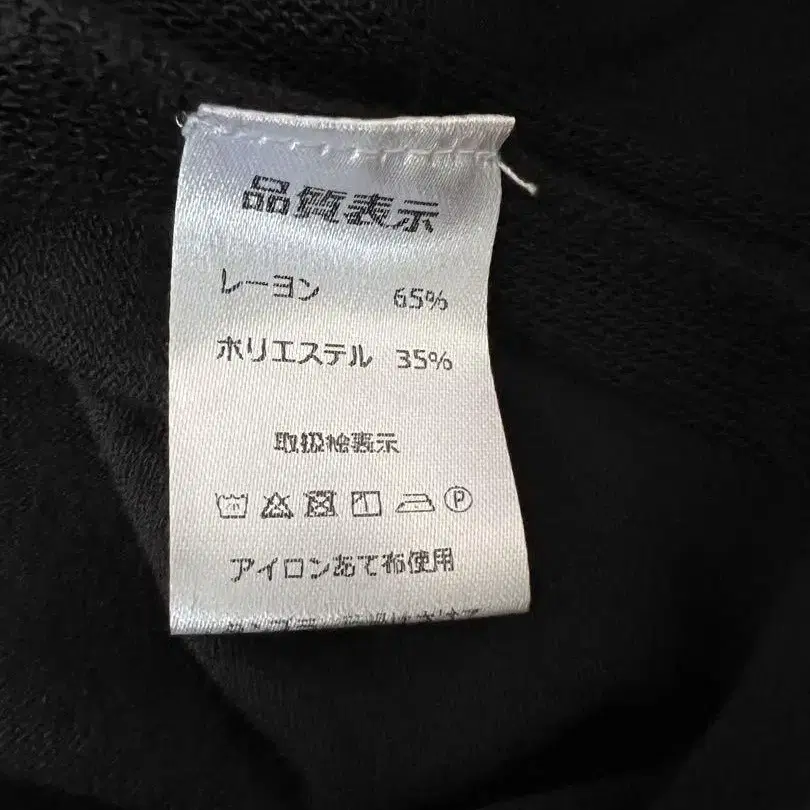 品質表示
レーヨン 65%
ポリエステル 35%
取扱絵表示
P
アイロンあて布使用